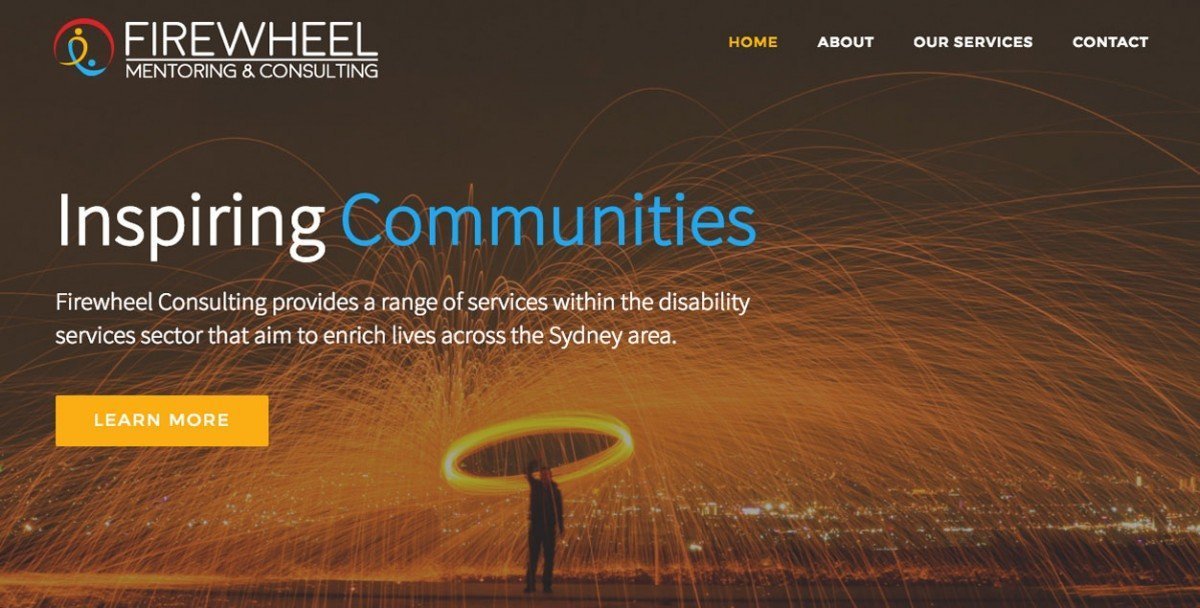 FIREWHEEL
MENTORING & CONSULTING
HOME
ABOUT
OUR SERVICES
CONTACT
Inspiring Communities
Firewheel Consulting provides a range of services within the disability
services sector that aim to enrich lives across the Sydney area.
LEARN MORE